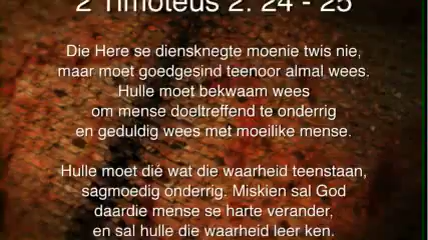 2 Timoteus 2: 24 - 25
Die Here se diensknegte moenie twis nie,
maar moet goedgesind teenoor almal wees.
Hulle moet bekwaam wees
om mense doeltreffend te onderrig
en geduldig wees met moeilike mense.
Hulle moet dié wat die waarheid teenstaan,
sagmoedig onderrig. Miskien sal God
daardie mense se harte verander,
en sal hulle die waarheid leer ken.